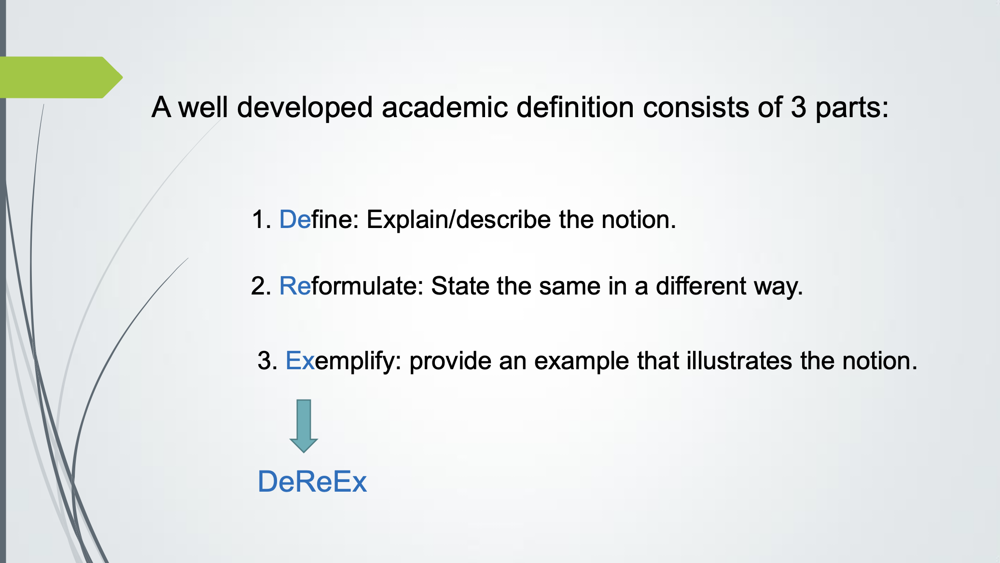 A well developed academic definition consists of 3 parts:
1. Define: Explain/describe the notion.
2. Reformulate: State the same in a different way.
3. Exemplify: provide an example that illustrates the notion.
DeReEx